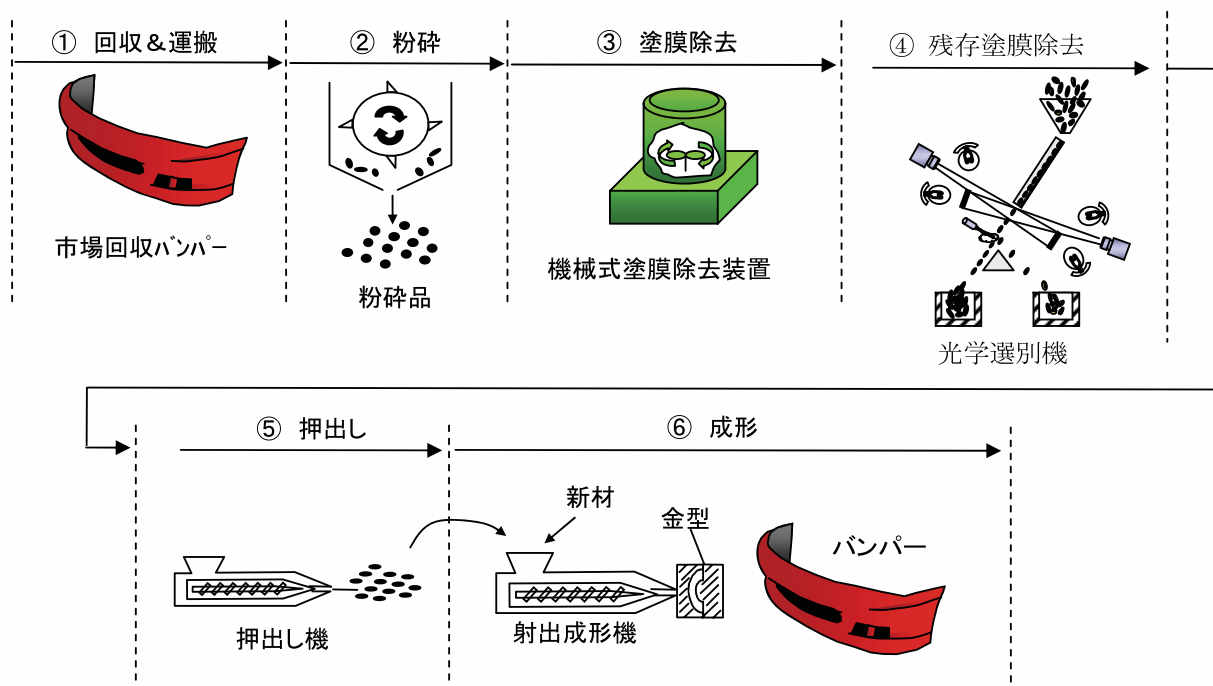 ① 回収＆運搬
② 粉砕
③ 塗膜除去
④ 残存塗膜除去
市場回収バンパー
粉砕品
機械式塗膜除去装置
光学選別機
⑤ 押出し
⑥ 成形
新材
金型
バンパー
押出し機
射出成形機